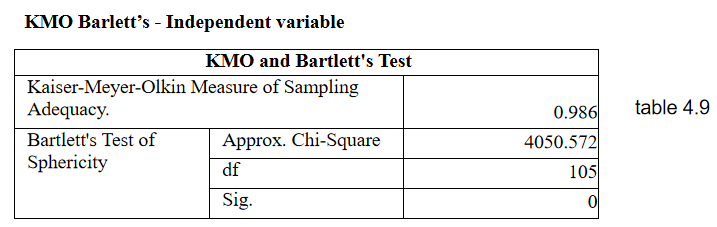 KMO Barlett’s - Independent variable
KMO and Bartlett's Test
Kaiser-Meyer-Olkin Measure of Sampling
Adequacy.
0.986
table 4.9
Bartlett's Test of
Sphericity
Approx. Chi-Square
4050.572
df
105
Sig.
0